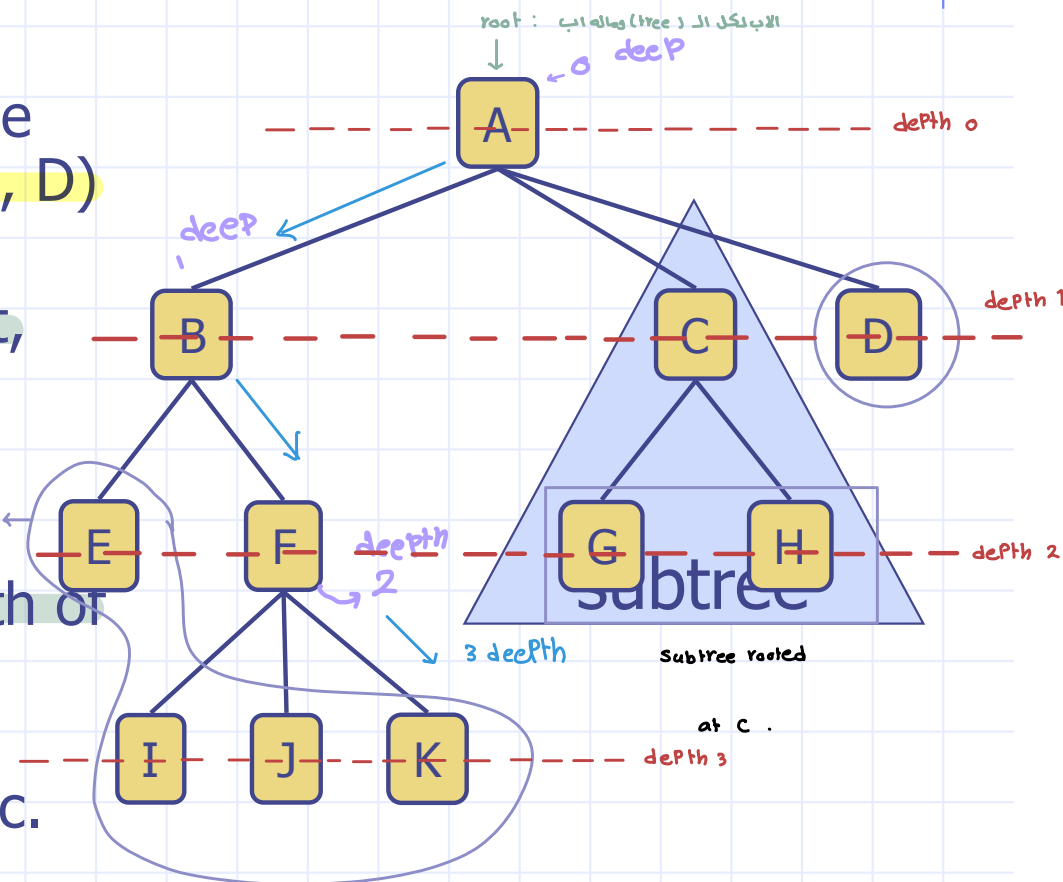 root : الاب لكل الـ (tree) وماله اب
0 deep
e
A
depth 0
, D)
deep
1
depth 1
B
C
D
t,
E
F
G
H
deepth
2
depth 2
subtree
th of
3 deepth
Subtree rooted
at C .
I
J
K
depth 3
c.